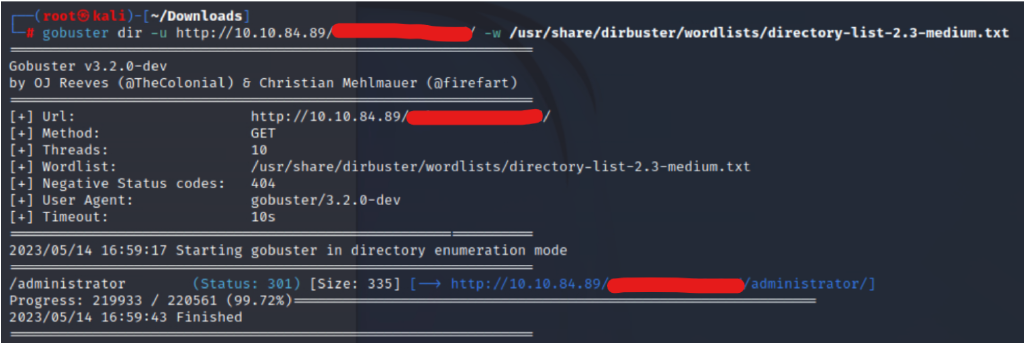 ┌──(root㉿kali)-[~/Downloads]
└─# gobuster dir -u http://10.10.84.89/ / -w /usr/share/dirbuster/wordlists/directory-list-2.3-medium.txt
===============================================================
Gobuster v3.2.0-dev
by OJ Reeves (@TheColonial) & Christian Mehlmauer (@firefart)
===============================================================
[+] Url: http://10.10.84.89/ /
[+] Method: GET
[+] Threads: 10
[+] Wordlist: /usr/share/dirbuster/wordlists/directory-list-2.3-medium.txt
[+] Negative Status codes: 404
[+] User Agent: gobuster/3.2.0-dev
[+] Timeout: 10s
===============================================================
2023/05/14 16:59:17 Starting gobuster in directory enumeration mode
===============================================================
/administrator (Status: 301) [Size: 335] [--> http://10.10.84.89/ /administrator/]
Progress: 219933 / 220561 (99.72%)===============================================================
2023/05/14 16:59:43 Finished
===============================================================